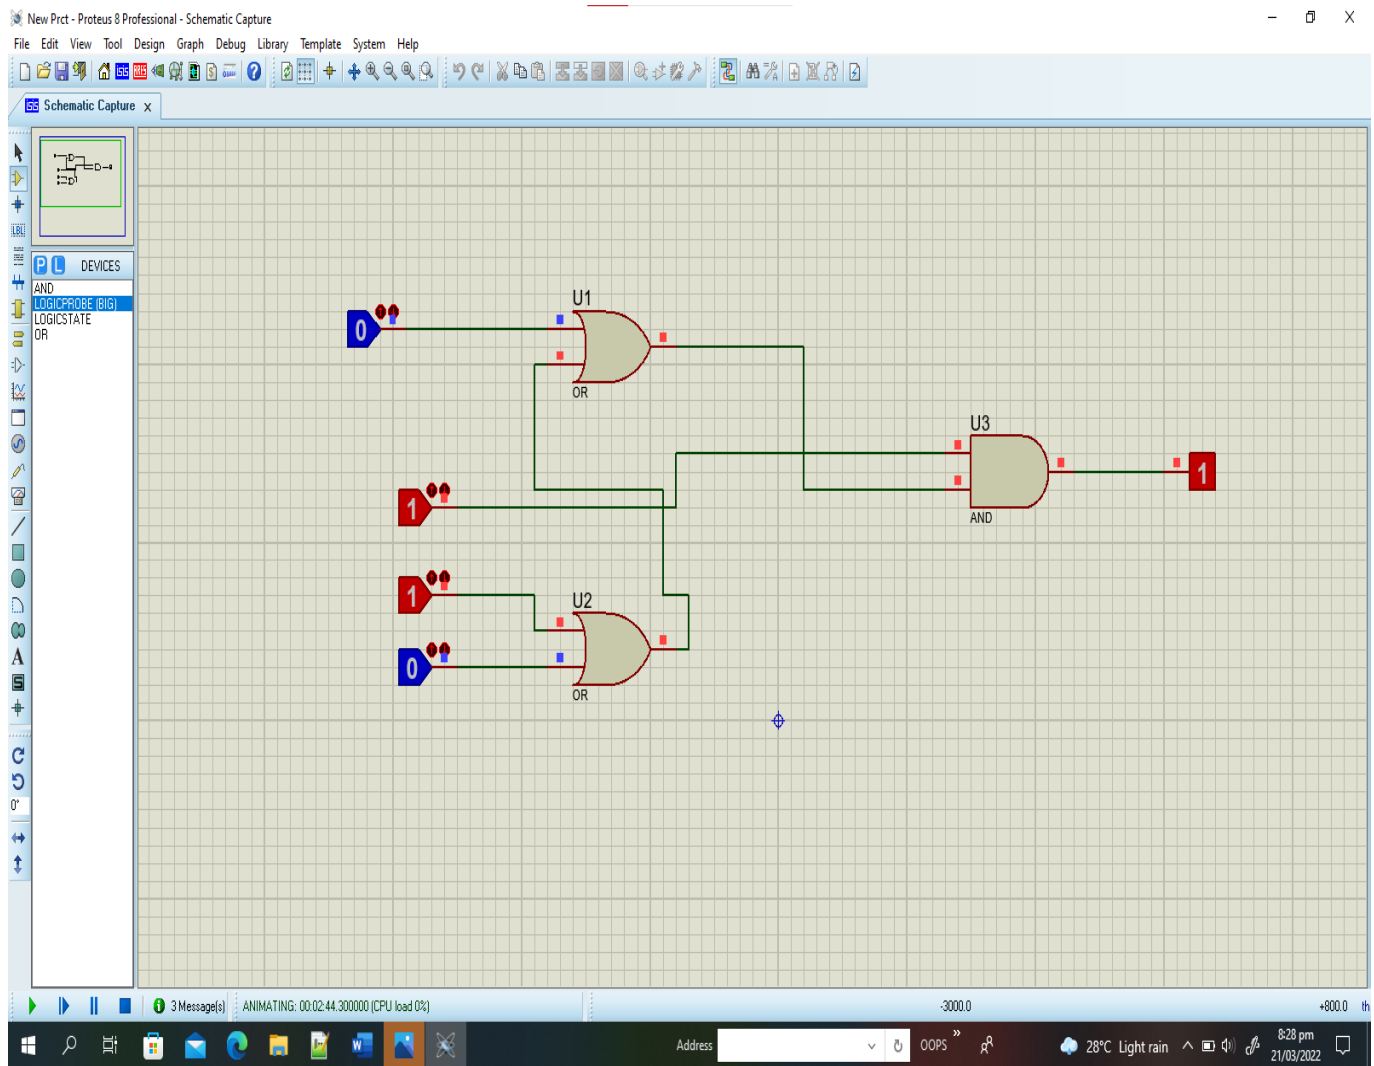 New Prct - Proteus 8 Professional - Schematic Capture
File Edit View Tool Design Graph Debug Library Template System Help
Schematic Capture
P L DEVICES
AND
LOGICPROBE (BIG)
LOGICSTATE
OR
LBL
A
S
0°
U1
0
OR
U3
1
1
AND
1
U2
0
OR
3 Message(s) ANIMATING: 00:02:44.300000 (CPU load 0%) -3000.0 +800.0 th
Address OOPS » 28°C Light rain 8:28 pm
21/03/2022